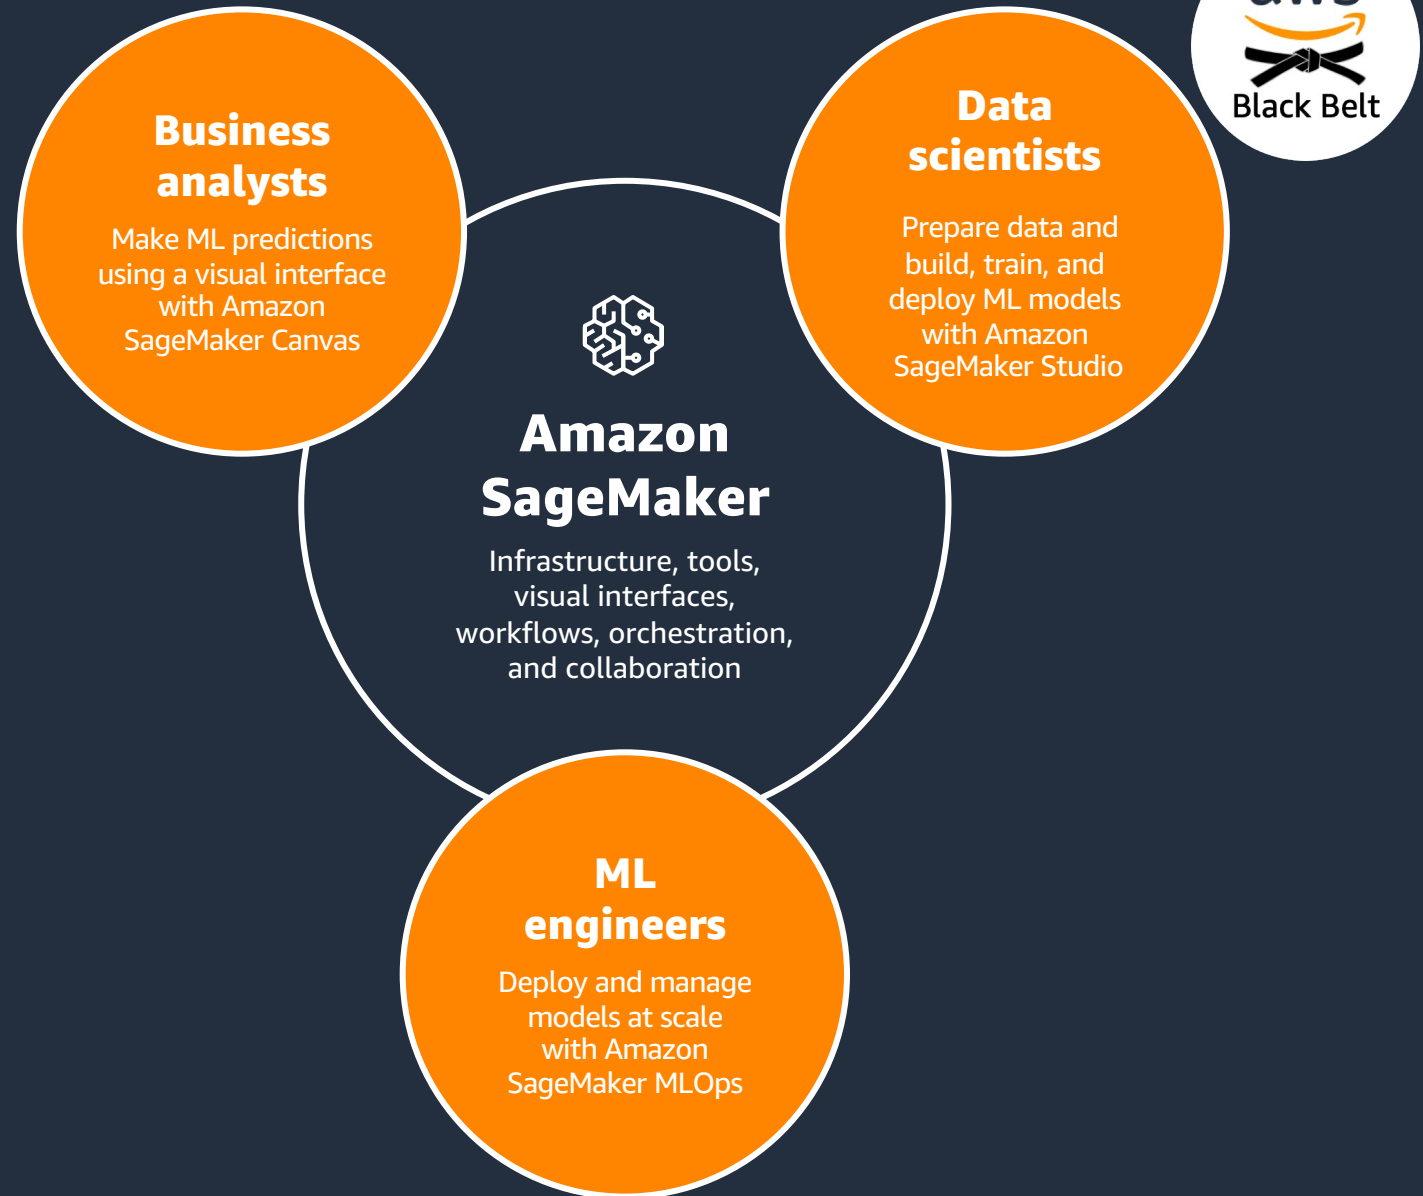 Business
analysts
Make ML predictions
using a visual interface
with Amazon
SageMaker Canvas
Data
scientists
Prepare data and
build, train, and
deploy ML models
with Amazon
SageMaker Studio
aws
Black Belt
Amazon
SageMaker
Infrastructure, tools,
visual interfaces,
workflows, orchestration,
and collaboration
ML
engineers
Deploy and manage
models at scale
with Amazon
SageMaker MLOps